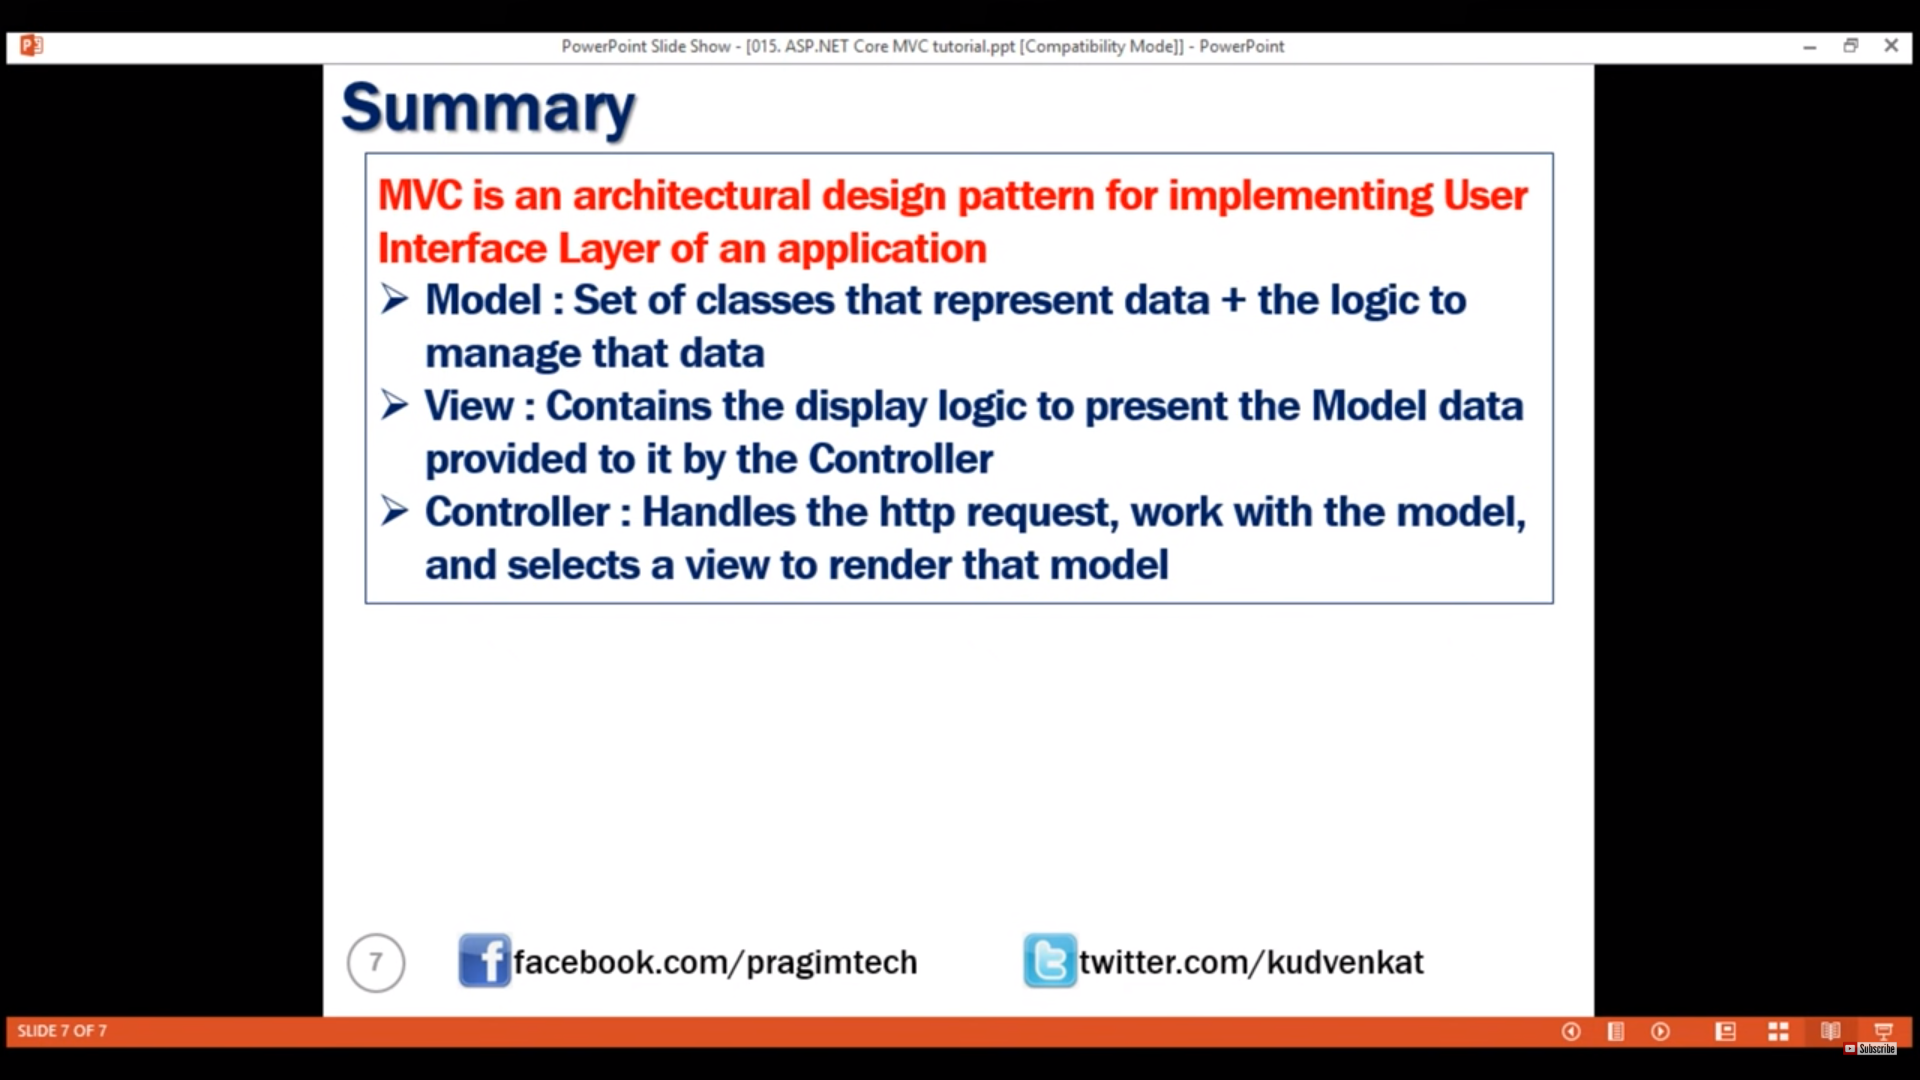 PowerPoint Slide Show - [015. ASP.NET Core MVC tutorial.ppt [Compatibility Mode]] - PowerPoint
Summary
MVC is an architectural design pattern for implementing User
Interface Layer of an application
➢ Model : Set of classes that represent data + the logic to
manage that data
➢ View : Contains the display logic to present the Model data
provided to it by the Controller
➢ Controller : Handles the http request, work with the model,
and selects a view to render that model
7
facebook.com/pragimtech
twitter.com/kudvenkat
SLIDE 7 OF 7
Subscribe